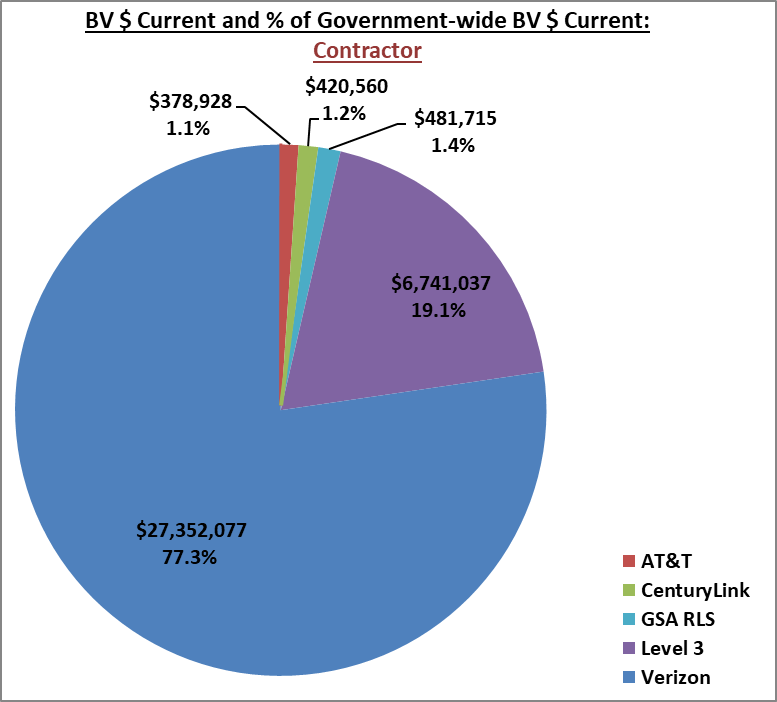 BV $ Current and % of Government-wide BV $ Current:
Contractor
$378,928
1.1%
$420,560
1.2%
$481,715
1.4%
$6,741,037
19.1%
$27,352,077
77.3%
AT&T
CenturyLink
GSA RLS
Level 3
Verizon